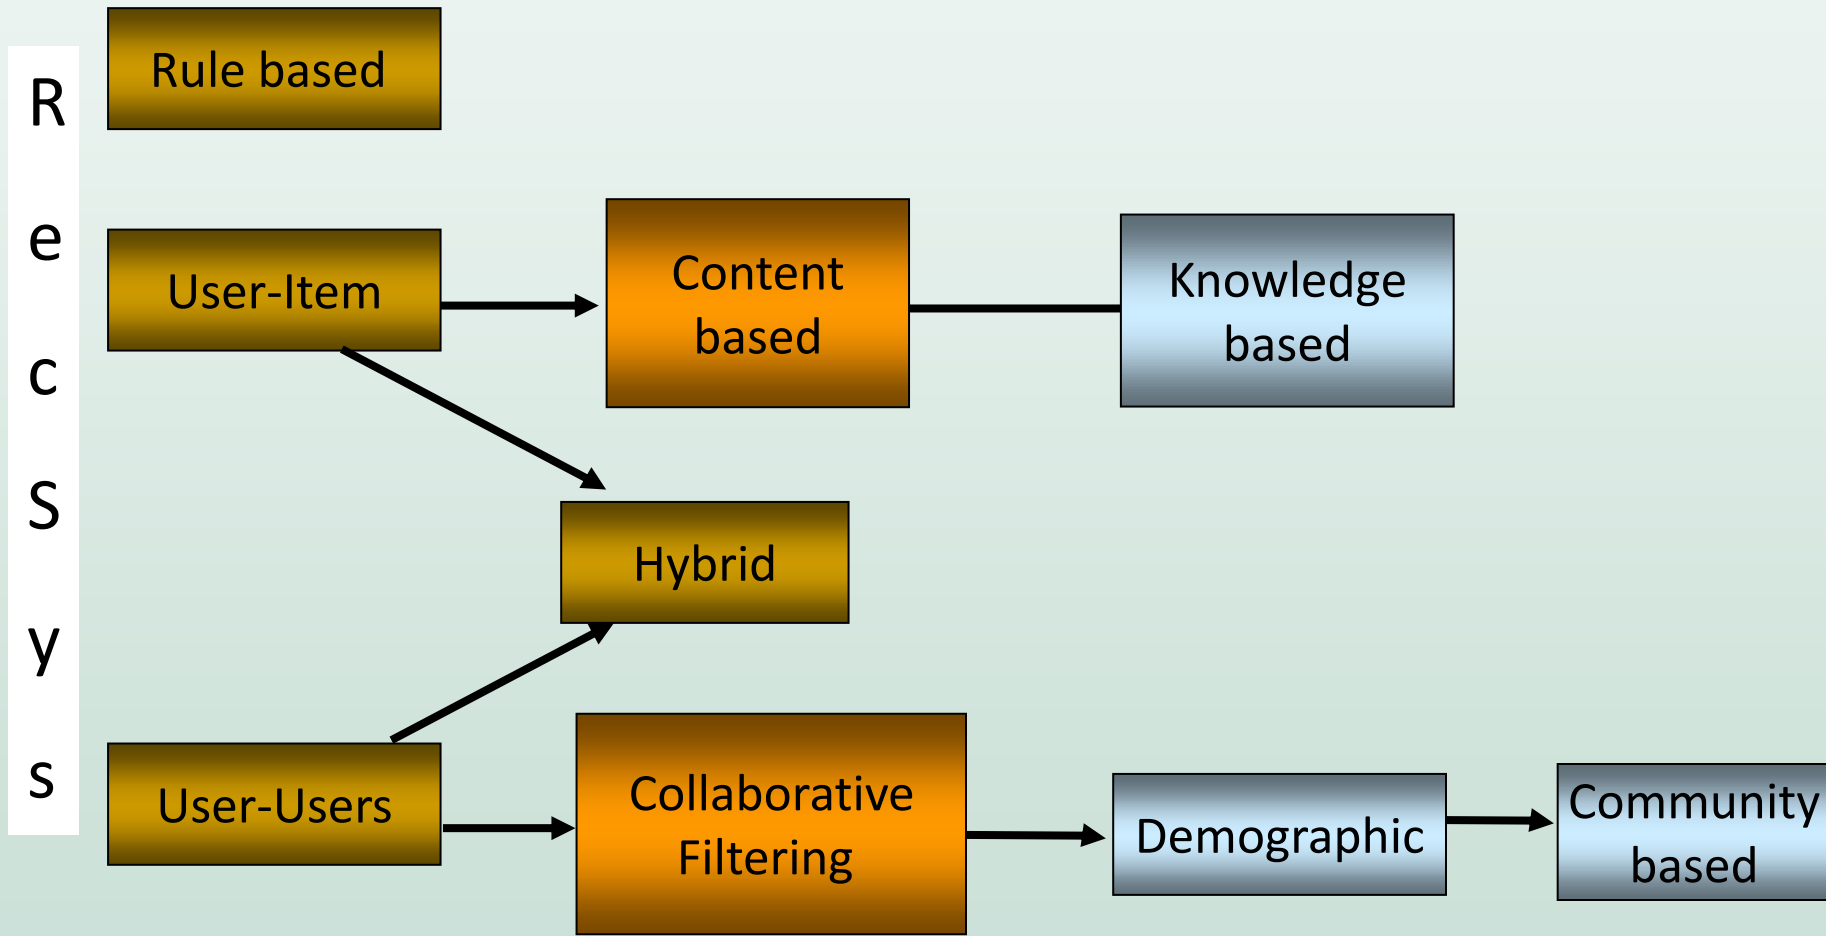 R
e
c
S
y
s
Rule based
User-Item
Content
based
Knowledge
based
Hybrid
User-Users
Collaborative
Filtering
Demographic
Community
based